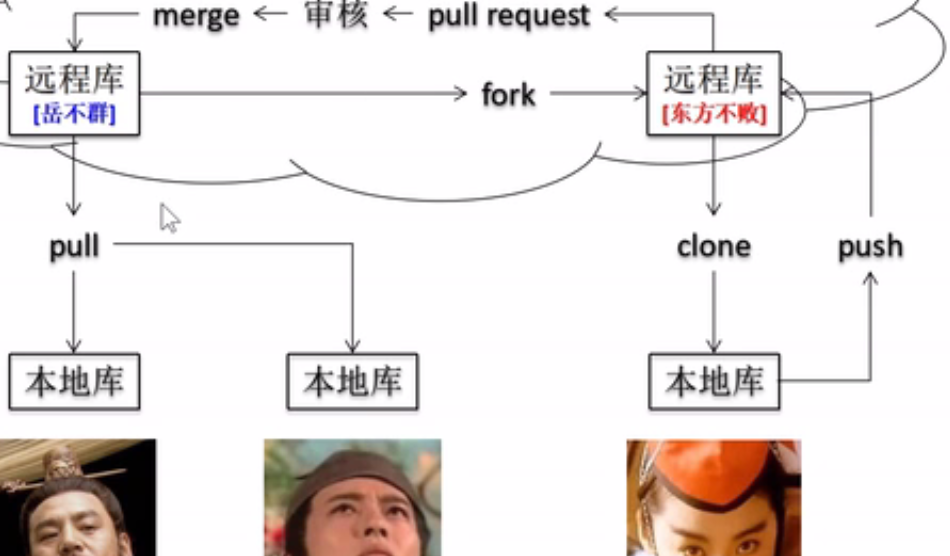 merge
审核
pull request
远程库
[岳不群]
fork
远程库
[东方不败]
pull
clone
push
本地库
本地库
本地库